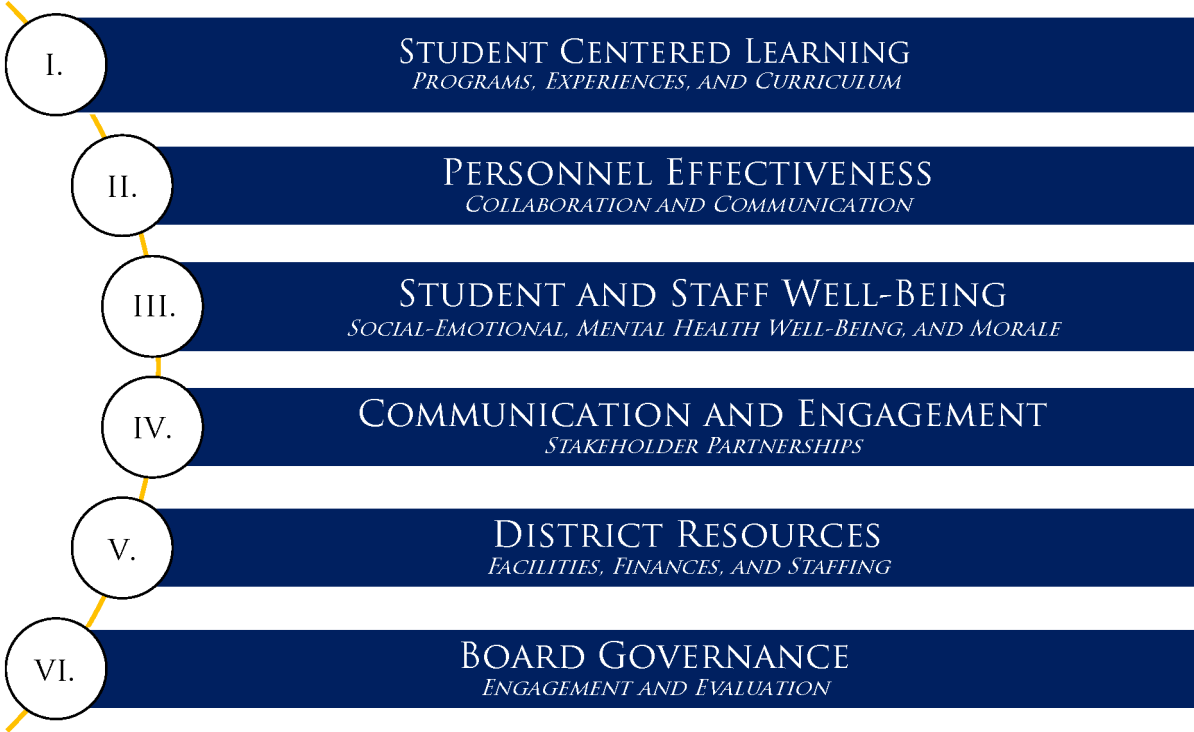 I.
Student Centered Learning
Programs, Experiences, and Curriculum
II.
Personnel Effectiveness
Collaboration and Communication
III.
Student and Staff Well-Being
Social-Emotional, Mental Health Well-Being, and Morale
IV.
Communication and Engagement
Stakeholder Partnerships
V.
District Resources
Facilities, Finances, and Staffing
VI.
Board Governance
Engagement and Evaluation